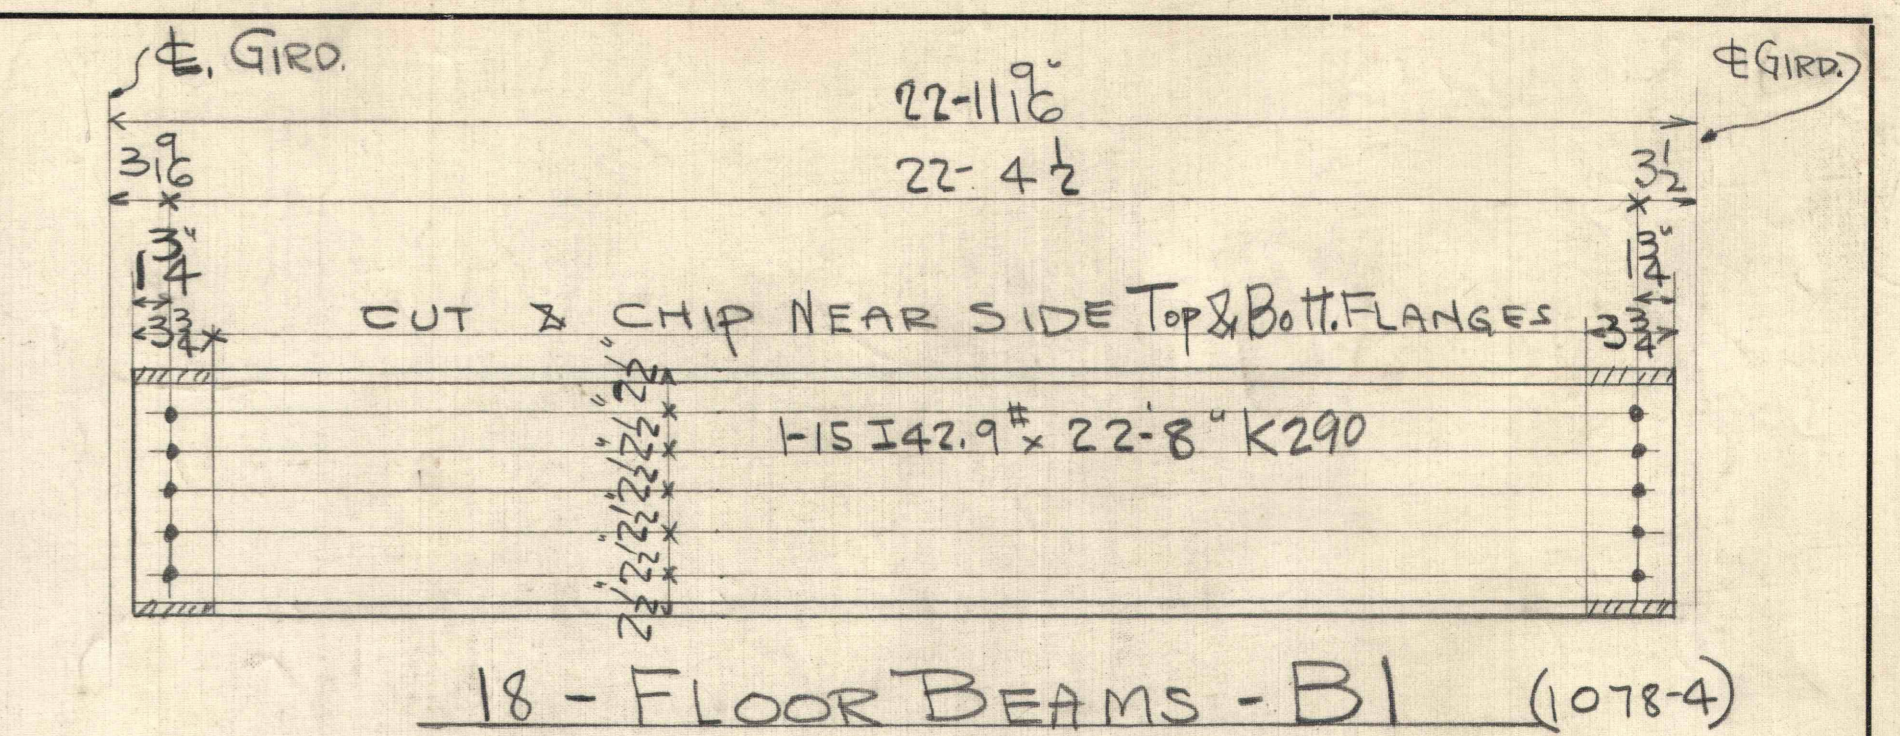 ℄. GIRD.
℄ GIRD.
22-11 9/16"
3 9/16
22-4 1/2
3 1/2
1 3/4"
1 3/4"
CUT & CHIP NEAR SIDE Top & Bott. FLANGES
3 3/4
3 3/4
2 1/2"
2 1/2"
2 1/2"
2 1/2"
2 1/2"
2 1/2"
1-15 I 42.9# x 22'-8" K290
18 - FLOOR BEAMS - B1 (1078-4)